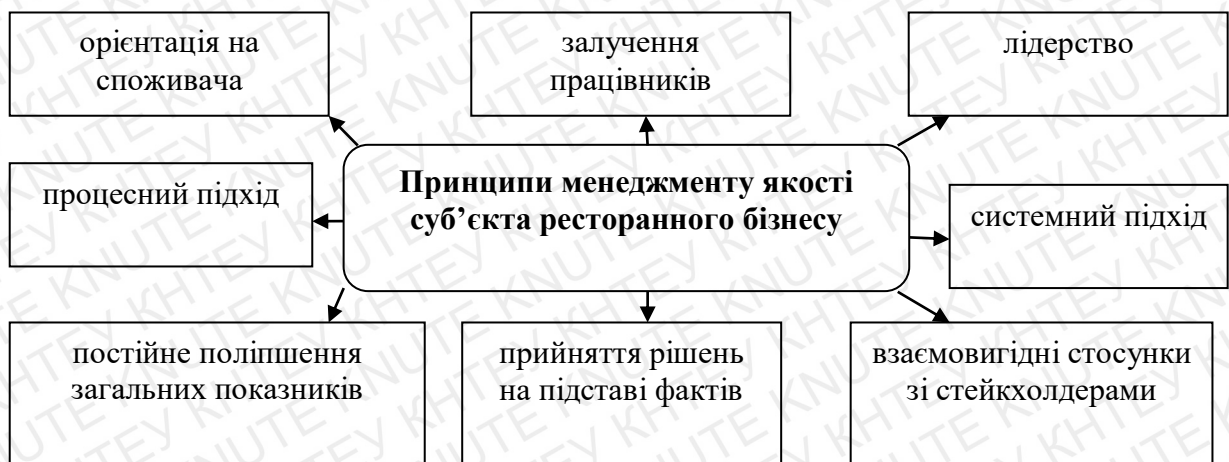 орієнтація на
споживача
залучення
працівників
лідерство
процесний підхід
Принципи менеджменту якості
суб’єкта ресторанного бізнесу
системний підхід
постійне поліпшення
загальних показників
прийняття рішень
на підставі фактів
взаємовигідні стосунки
зі стейкхолдерами